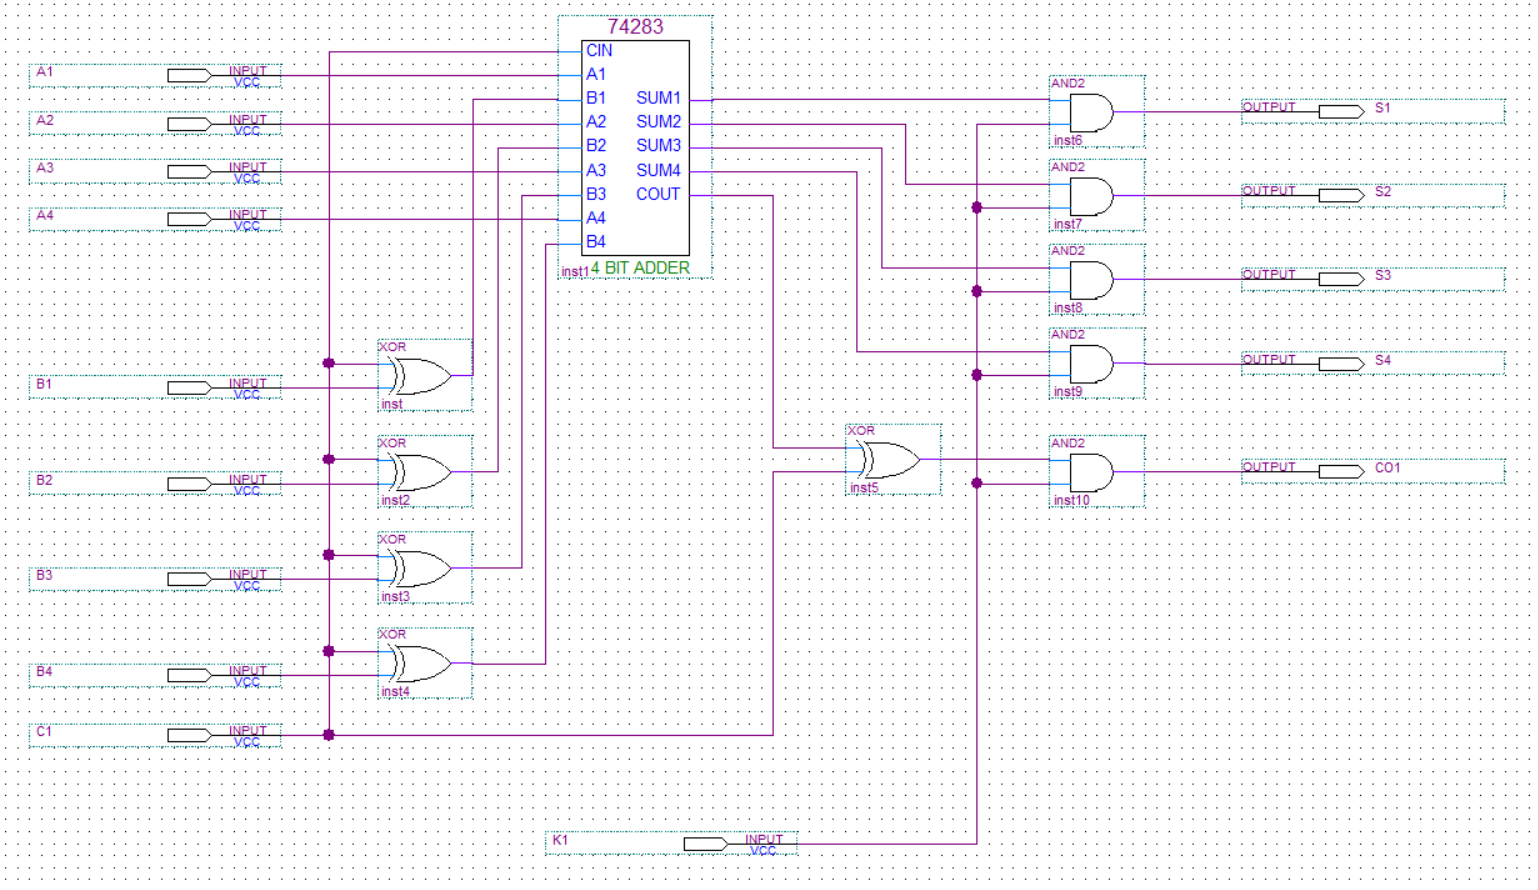 74283
CIN
A1 INPUT
VCC
A1
AND2
B1 SUM1
OUTPUT S1
A2 INPUT
VCC
A2 SUM2
inst6
B2 SUM3
A3 INPUT
VCC
A3 SUM4
AND2
B3 COUT
OUTPUT S2
A4 INPUT
VCC
A4
inst7
B4
AND2
inst1 4 BIT ADDER
OUTPUT S3
inst8
AND2
XOR
OUTPUT S4
B1 INPUT
VCC
inst9
inst
XOR
XOR
AND2
OUTPUT CO1
B2 INPUT
VCC
inst5
inst2
inst10
XOR
B3 INPUT
VCC
inst3
XOR
B4 INPUT
VCC
inst4
C1 INPUT
VCC
K1 INPUT
VCC